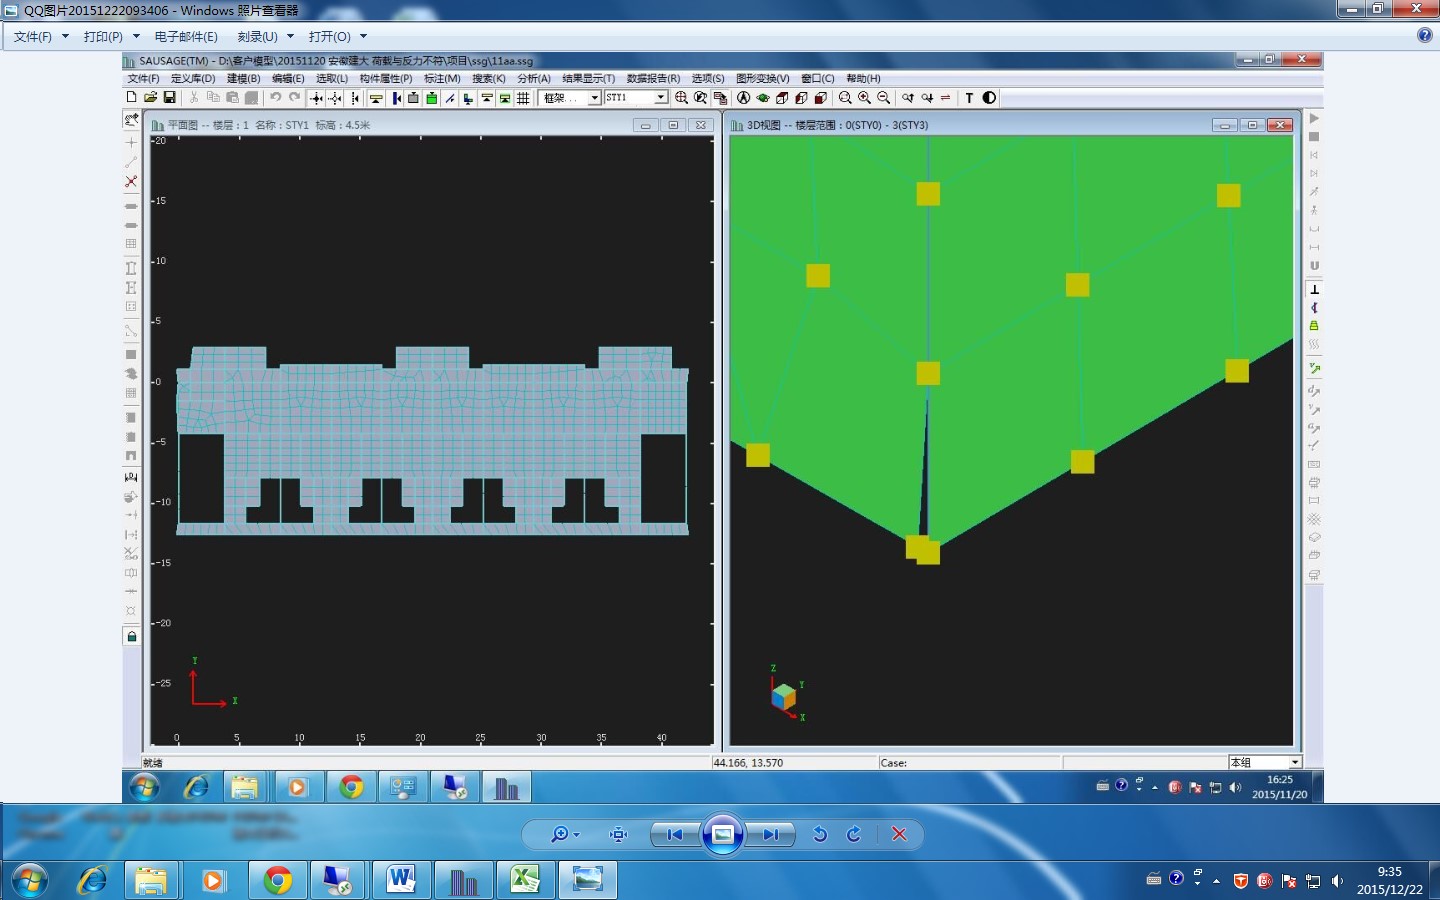 QQ图片20151222093406 - Windows 照片查看器
文件(F) 打印(P) 电子邮件(E) 刻录(U) 打开(O)
SAUSAGE(TM) - D:\客户模型\20151120 安徽建大 荷载与反力不符\项目\ssg\11aa.ssg
文件(F) 定义库(D) 建模(B) 编辑(E) 选取(L) 构件属性(P) 标注(M) 搜索(K) 分析(A) 结果显示(T) 数据报告(R) 选项(S) 图形变换(V) 窗口(C) 帮助(H)
框架... STY1 T
平面图 -- 楼层：1 名称：STY1 标高：4.5米
3D视图 -- 楼层范围：0(STY0) - 3(STY3)
20
15
10
5
0
-5
-10
-15
-20
-25
Y
X
0 5 10 15 20 25 30 35 40
Z
Y
X
就绪 44.166, 13.570 Case: 本组
16:25
2015/11/20
9:35
2015/12/22